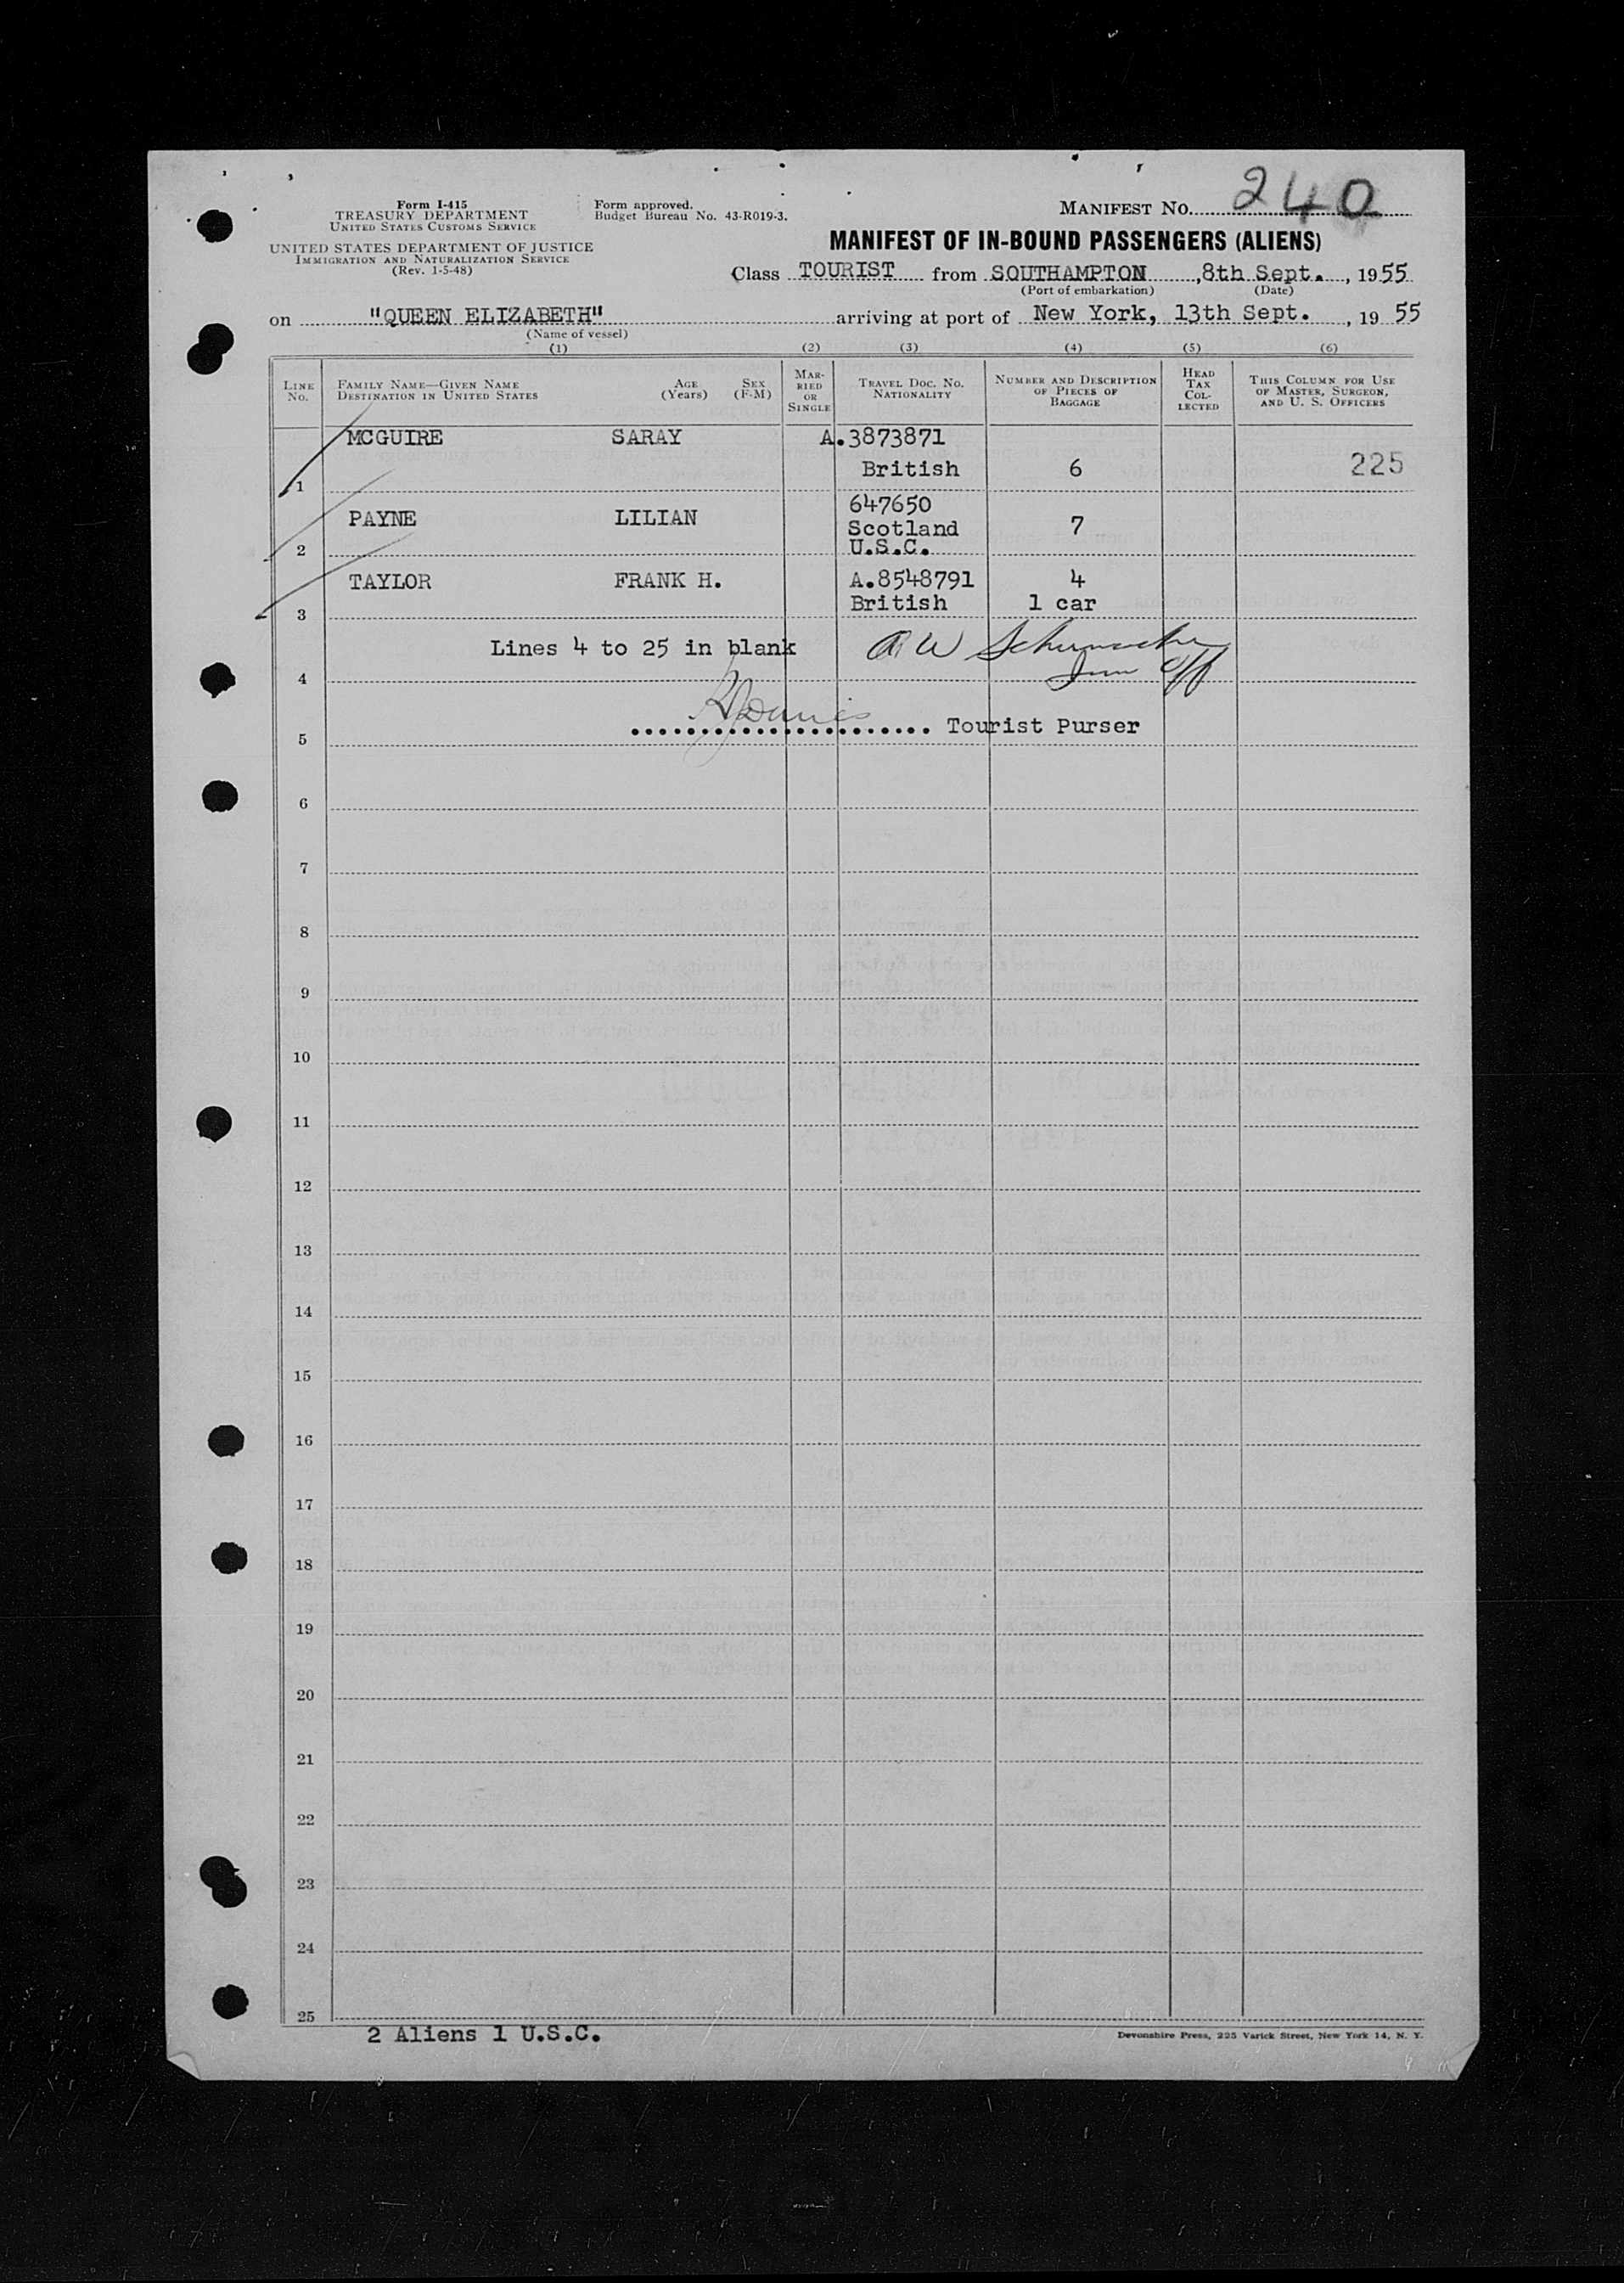 Form I-415
TREASURY DEPARTMENT
UNITED STATES CUSTOMS SERVICE
UNITED STATES DEPARTMENT OF JUSTICE
IMMIGRATION AND NATURALIZATION SERVICE
(Rev. 1-5-48)
Form approved.
Budget Bureau No. 43-R019-3.
MANIFEST NO. 240
MANIFEST OF IN-BOUND PASSENGERS (ALIENS)
Class TOURIST from SOUTHAMPTON, 8th Sept., 1955
(Port of embarkation) (Date)
on "QUEEN ELIZABETH" arriving at port of New York, 13th Sept., 19 55
(Name of vessel)
(1) (2) (3) (4) (5) (6)
LINE NO.
FAMILY NAME—GIVEN NAME
DESTINATION IN UNITED STATES
AGE (Years)
SEX (F-M)
MARRIED OR SINGLE
TRAVEL DOC. NO.
NATIONALITY
NUMBER AND DESCRIPTION OF PIECES OF BAGGAGE
HEAD TAX COLLECTED
THIS COLUMN FOR USE OF MASTER, SURGEON, AND U. S. OFFICERS
MCGUIRE SARAY A.3873871
British 6 225
1
647650
PAYNE LILIAN Scotland 7
2 U.S.C.
TAYLOR FRANK H. A.8548791 4
3 British 1 car
Lines 4 to 25 in blank
4
5 Tourist Purser
6
7
8
9
10
11
12
13
14
15
16
17
18
19
20
21
22
23
24
25
2 Aliens 1 U.S.C.
Devonshire Press, 225 Varick Street, New York 14, N. Y.